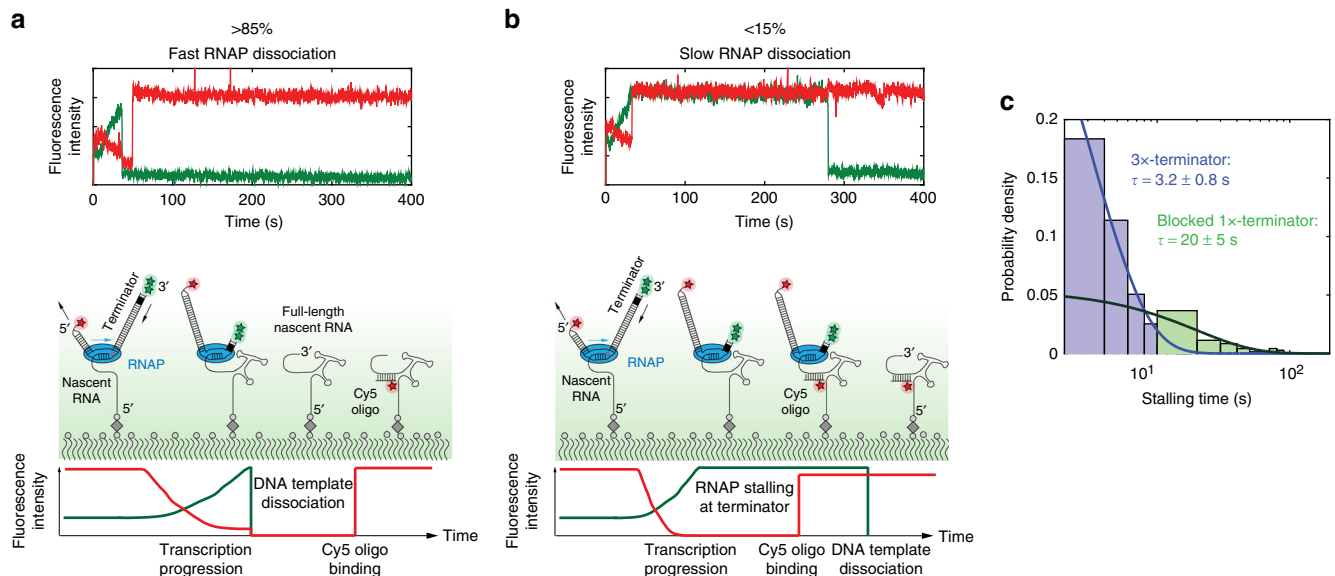 a
>85%
Fast RNAP dissociation
Fluorescence
intensity
0
100
200
300
400
Time (s)
5′
Terminator
3′
RNAP
Nascent
RNA
5′
Full-length
nascent RNA
3′
Cy5
oligo
Fluorescence
intensity
DNA template
dissociation
Time
Transcription
progression
Cy5 oligo
binding
b
<15%
Slow RNAP dissociation
Fluorescence
intensity
0
100
200
300
400
Time (s)
5′
Terminator
3′
RNAP
Nascent
RNA
5′
Cy5
oligo
3′
5′
Fluorescence
intensity
RNAP stalling
at terminator
Time
Transcription
progression
Cy5 oligo
binding
DNA template
dissociation
c
0.2
0.15
0.1
0.05
0
Probability density
3×-terminator:
τ = 3.2 ± 0.8 s
Blocked 1×-terminator:
τ = 20 ± 5 s
10¹
10²
Stalling time (s)